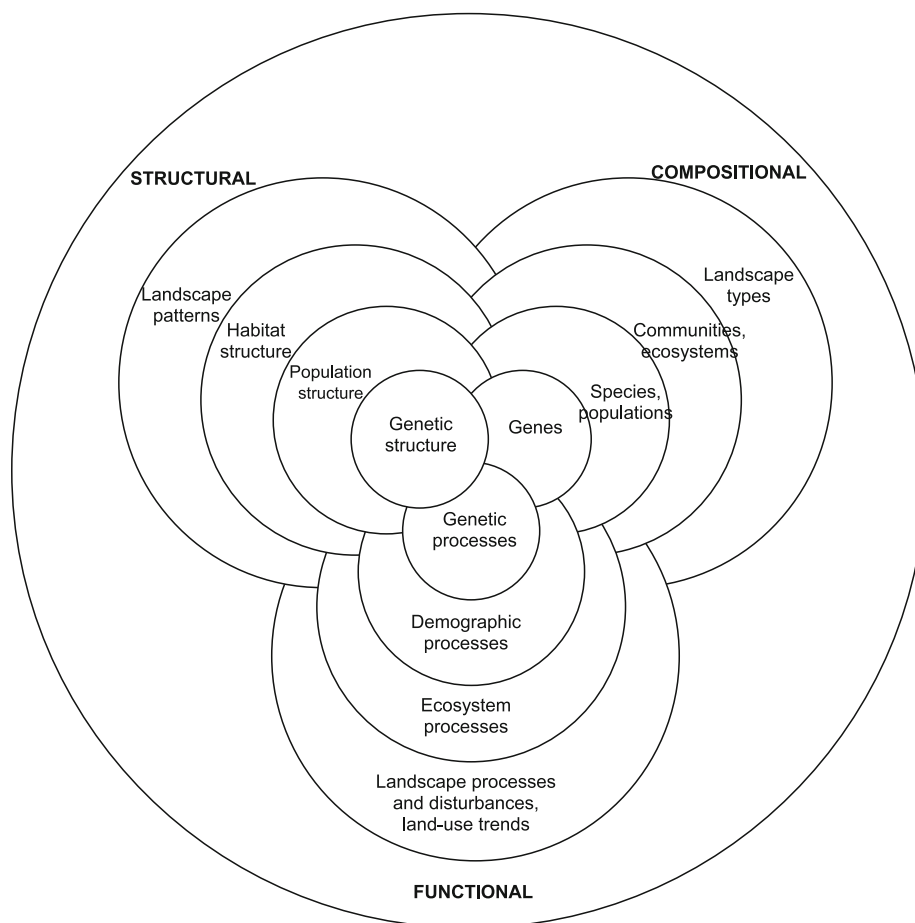 STRUCTURAL
COMPOSITIONAL
Landscape
patterns
Habitat
structure
Population
structure
Genetic
structure
Genes
Species,
populations
Communities,
ecosystems
Landscape
types
Genetic
processes
Demographic
processes
Ecosystem
processes
Landscape processes
and disturbances,
land-use trends
FUNCTIONAL